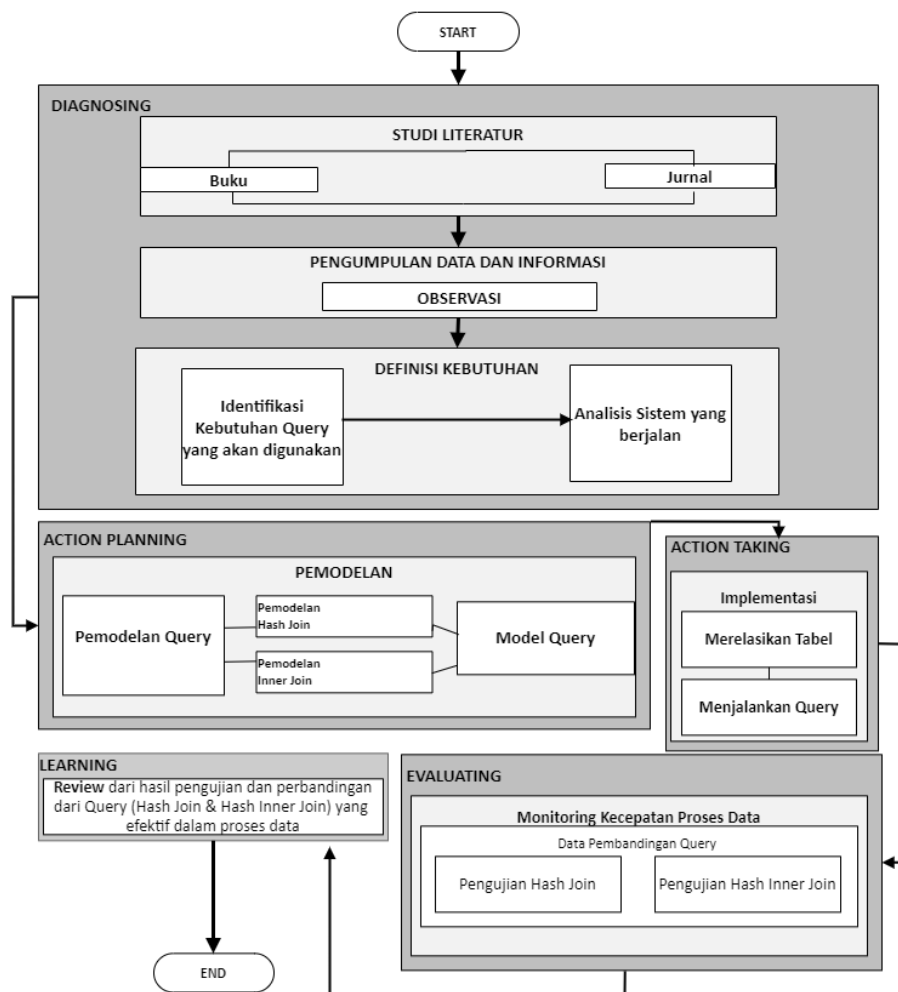 START
DIAGNOSING
STUDI LITERATUR
Buku
Jurnal
PENGUMPULAN DATA DAN INFORMASI
OBSERVASI
DEFINISI KEBUTUHAN
Identifikasi
Kebutuhan Query
yang akan digunakan
Analisis Sistem yang
berjalan
ACTION PLANNING
PEMODELAN
Pemodelan Query
Pemodelan
Hash Join
Pemodelan
Inner Join
Model Query
ACTION TAKING
Implementasi
Merelasikan Tabel
Menjalankan Query
LEARNING
Review dari hasil pengujian dan perbandingan
dari Query (Hash Join & Hash Inner Join) yang
efektif dalam proses data
END
EVALUATING
Monitoring Kecepatan Proses Data
Data Pembandingan Query
Pengujian Hash Join
Pengujian Hash Inner Join